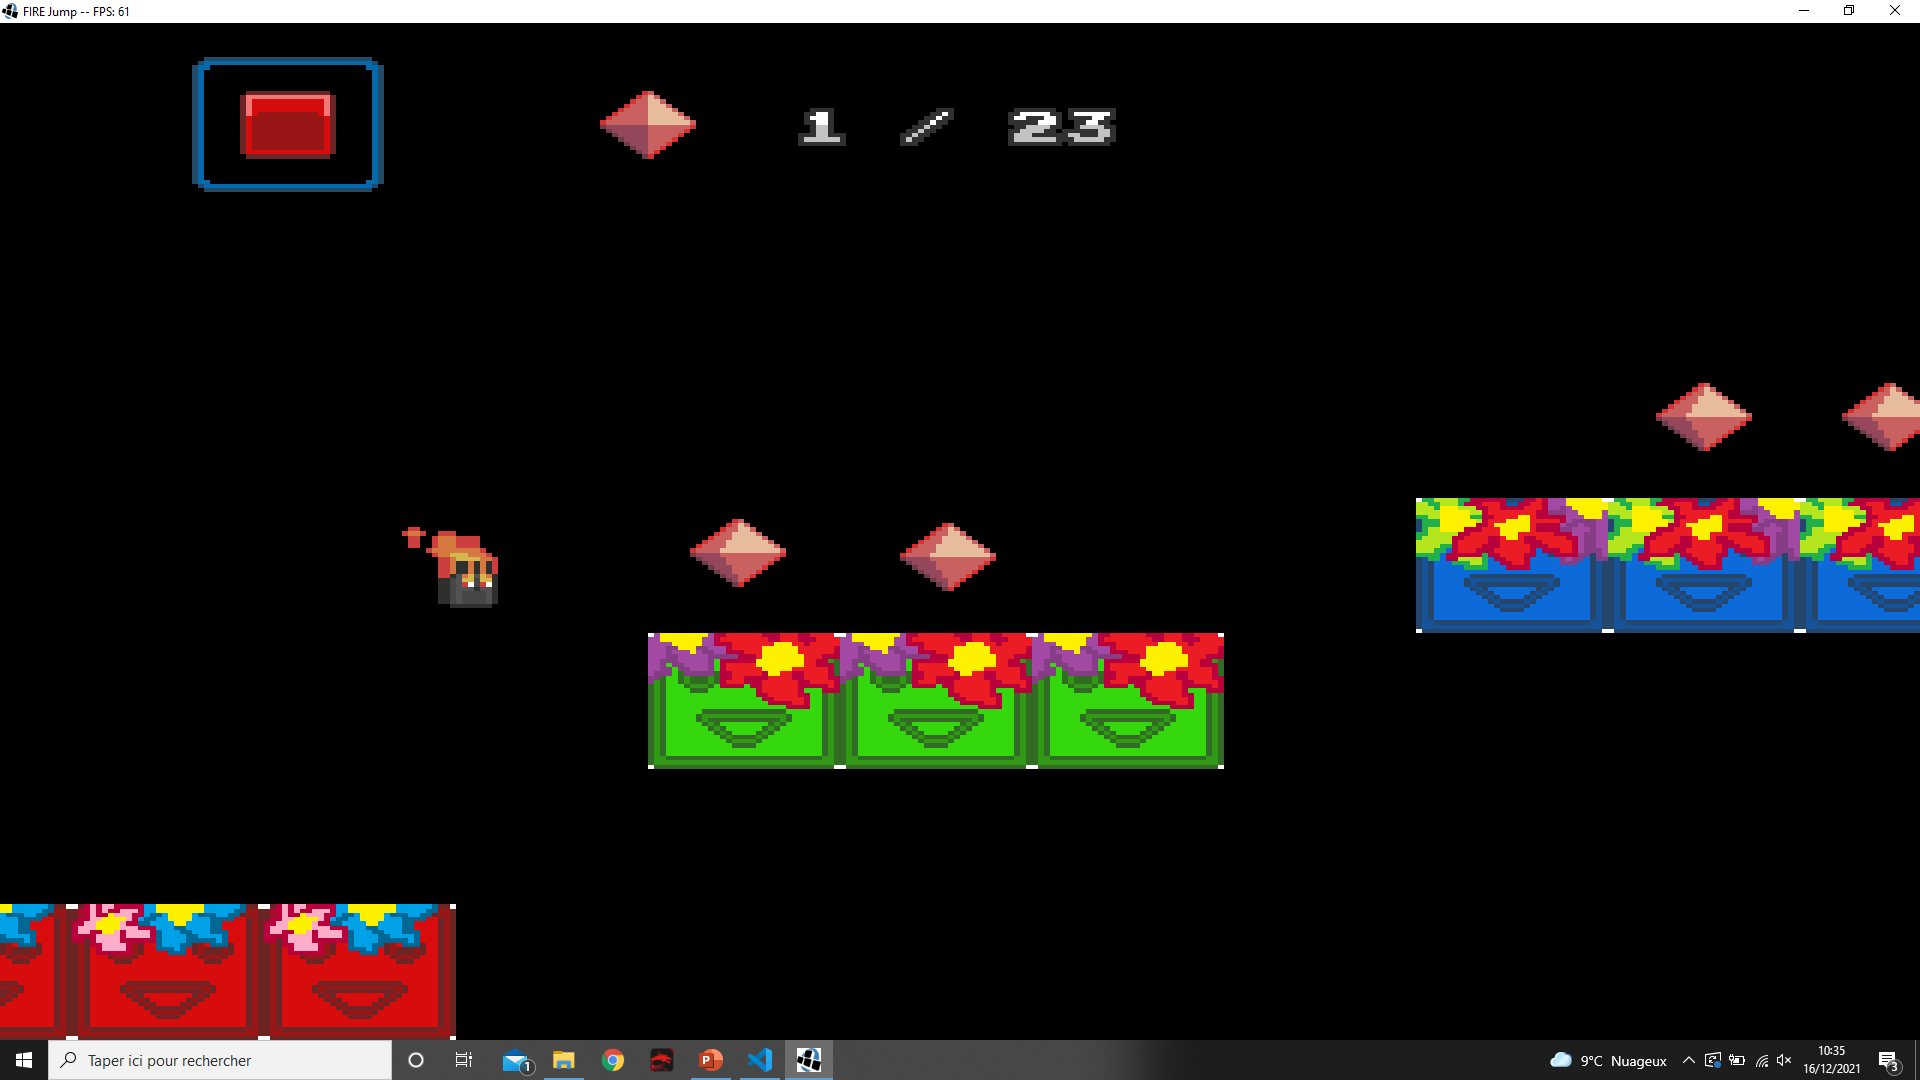 FIRE Jump -- FPS: 61
1 / 23
Taper ici pour rechercher
1
P
9°C Nuageux
10:35
16/12/2021
3